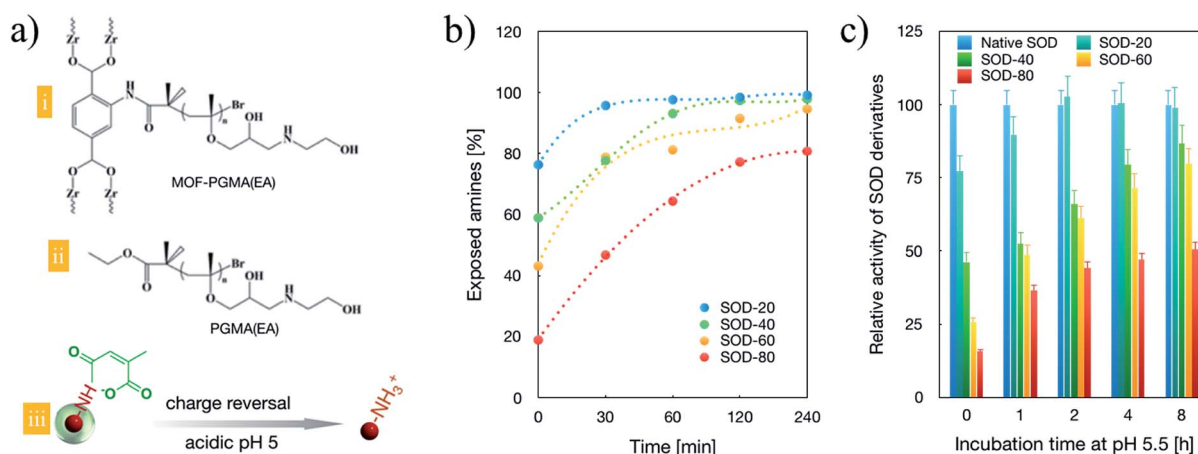 a)
Zr Zr
O O
O O
i
H
N
O
n
Br
O
OH
N
H
OH
O O
O O
Zr Zr
MOF-PGMA(EA)
ii
O
O
n
Br
O
OH
H
N
OH
PGMA(EA)
iii
O
-O
O
-NH
charge reversal
acidic pH 5
-NH3+
b)
Exposed amines [%]
120
100
80
60
40
20
0
SOD-20
SOD-40
SOD-60
SOD-80
0 30 60 120 240
Time [min]
c)
Relative activity of SOD derivatives
125
100
75
50
25
0
Native SOD SOD-20
SOD-40 SOD-60
SOD-80
0 1 2 4 8
Incubation time at pH 5.5 [h]